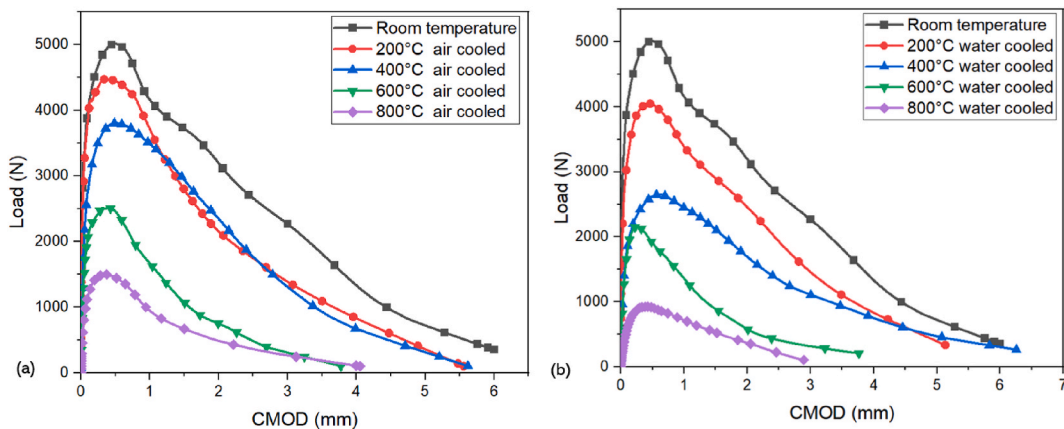 5000
4000
3000
2000
1000
0
Load (N)
0 1 2 3 4 5 6
CMOD (mm)
(a)
Room temperature
200°C air cooled
400°C air cooled
600°C air cooled
800°C air cooled
5000
4000
3000
2000
1000
0
Load (N)
0 1 2 3 4 5 6 7
CMOD (mm)
(b)
Room temperature
200°C water cooled
400°C water cooled
600°C water cooled
800°C water cooled